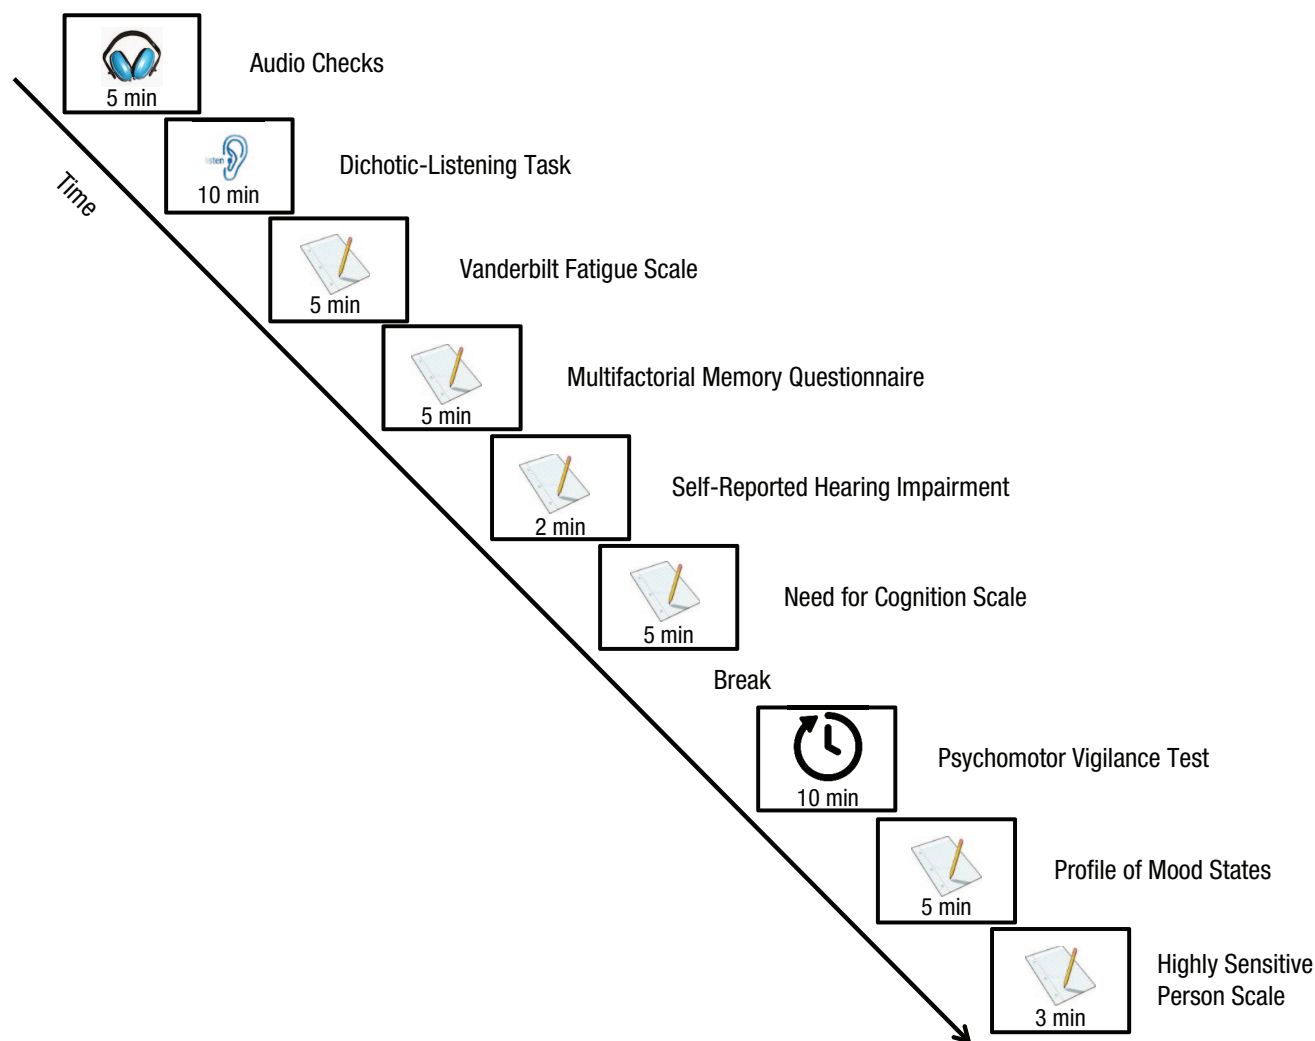 Audio Checks
5 min
Dichotic-Listening Task
listen
10 min
Time
Vanderbilt Fatigue Scale
5 min
Multifactorial Memory Questionnaire
5 min
Self-Reported Hearing Impairment
2 min
Need for Cognition Scale
5 min
Break
Psychomotor Vigilance Test
10 min
Profile of Mood States
5 min
Highly Sensitive
Person Scale
3 min